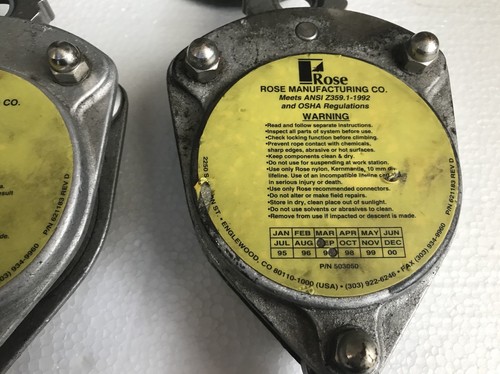 Rose
ROSE MANUFACTURING CO.
Meets ANSI Z359.1-1992
and OSHA Regulations
WARNING
•Read and follow separate instructions.
•Inspect all parts of system before use.
•Check locking function before climbing.
•Prevent rope contact with chemicals,
sharp edges, abrasive or hot surfaces.
•Keep components clean & dry.
•Do not use for suspending at work station.
•Use only Rose nylon, Kernmantle, 10 mm dia.
lifeline. Use of an incompatible lifeline can
in serious injury or death.
•Use only Rose recommended connectors.
•Do not alter or make field repairs.
•Store in dry, clean place out of sunlight.
•Do not use solvents or abrasives to clean.
•Remove from use if impacted or descent is made.
JAN FEB MAR APR MAY JUN
JUL AUG SEP OCT NOV DEC
95 96 98 99 00
P/N 503050
ST. • ENGLEWOOD, CO 80110-1000 (USA) • (303) 922-6246 • FAX (303) 934-9960
P/N 621183 REV D
CO.
P/N 621183 REV D
934-9960